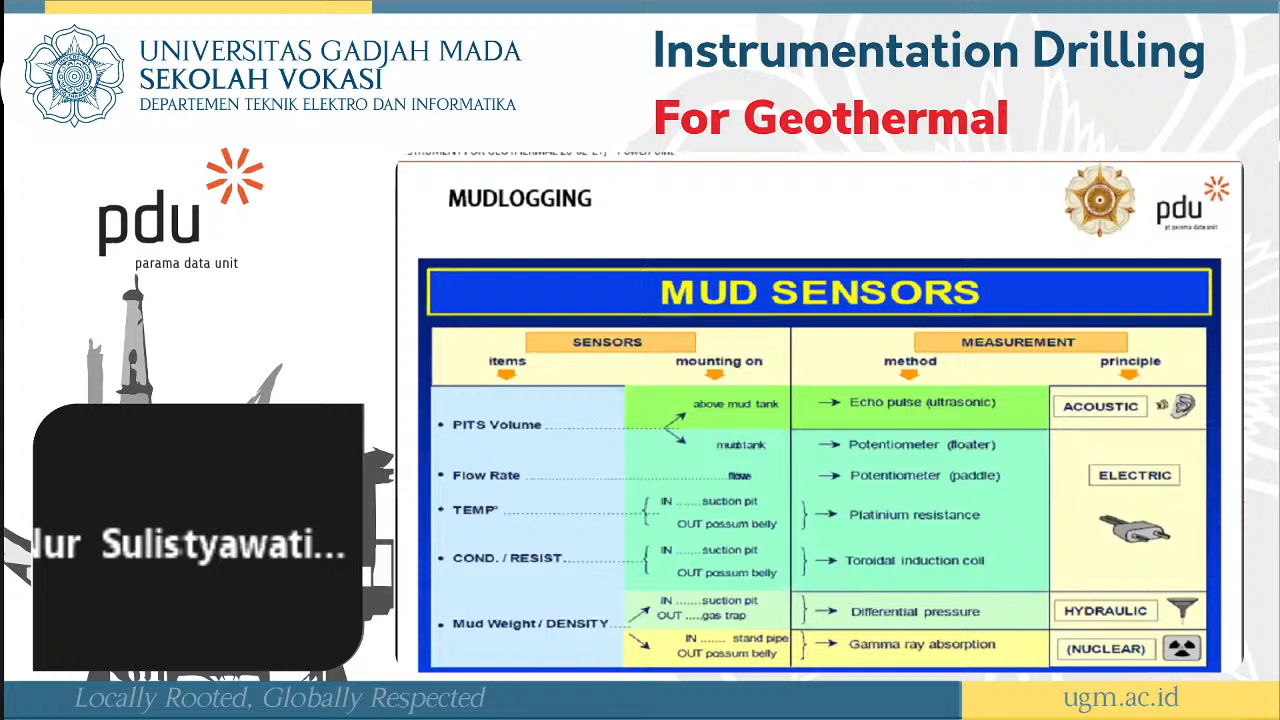 UNIVERSITAS GADJAH MADA
SEKOLAH VOKASI
DEPARTEMEN TEKNIK ELEKTRO DAN INFORMATIKA
Instrumentation Drilling
For Geothermal
pdu
parama data unit
MUDLOGGING
pdu
pt parama data unit
MUD SENSORS
SENSORS
MEASUREMENT
items
mounting on
method
principle
• PITS Volume
above mud tank
Echo pulse (ultrasonic)
ACOUSTIC
tank
Potentiometer (floater)
• Flow Rate
Potentiometer (paddle)
ELECTRIC
• TEMP°
IN .......suction pit
OUT possum belly
Platinium resistance
• COND. / RESIST.
IN .......suction pit
OUT possum belly
Toroidal induction coil
• Mud Weight / DENSITY
IN .......suction pit
OUT .....gas trap
Differential pressure
HYDRAULIC
IN ....... stand pipe
OUT possum belly
Gamma ray absorption
(NUCLEAR)
Sulistyawati...
Locally Rooted, Globally Respected
ugm.ac.id